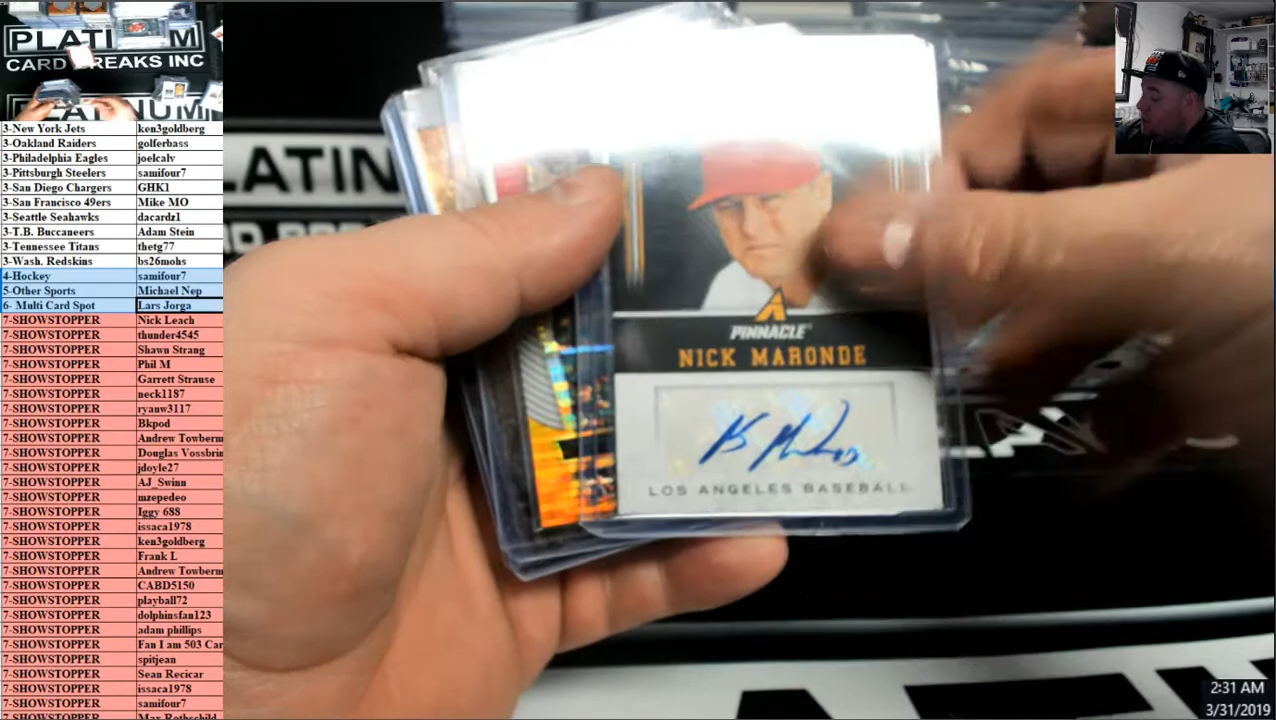 PLATINUM
CARD BREAKS INC
PLATINUM
3-New York Jets ken3goldberg
3-Oakland Raiders golferbass
3-Philadelphia Eagles joelcalv
3-Pittsburgh Steelers samifour7
3-San Diego Chargers GHK1
3-San Francisco 49ers Mike MO
3-Seattle Seahawks dacardz1
3-T.B. Buccaneers Adam Stein
3-Tennessee Titans thetg77
3-Wash. Redskins bs26mohs
4-Hockey samifour7
5-Other Sports Michael Nep
6- Multi Card Spot Lars Jorga
7-SHOWSTOPPER Nick Leach
7-SHOWSTOPPER thunder4545
7-SHOWSTOPPER Shawn Strang
7-SHOWSTOPPER Phil M
7-SHOWSTOPPER Garrett Strause
7-SHOWSTOPPER neck1187
7-SHOWSTOPPER ryanw3117
7-SHOWSTOPPER Bkpod
7-SHOWSTOPPER Andrew Towberm
7-SHOWSTOPPER Douglas Vossbrin
7-SHOWSTOPPER jdoyle27
7-SHOWSTOPPER AJ_Swinn
7-SHOWSTOPPER mzepedeo
7-SHOWSTOPPER Iggy 688
7-SHOWSTOPPER issaca1978
7-SHOWSTOPPER ken3goldberg
7-SHOWSTOPPER Frank L
7-SHOWSTOPPER Andrew Towberm
7-SHOWSTOPPER CABD5150
7-SHOWSTOPPER playball72
7-SHOWSTOPPER dolphinsfan123
7-SHOWSTOPPER adam phillips
7-SHOWSTOPPER Fan I am 503 Car
7-SHOWSTOPPER spitjean
7-SHOWSTOPPER Sean Recicar
7-SHOWSTOPPER issaca1978
7-SHOWSTOPPER samifour7
7-SHOWSTOPPER Max Rothschild
LATIN
PINNACLE
NICK MARONDE
LOS ANGELES BASEBALL
2:31 AM
3/31/2019